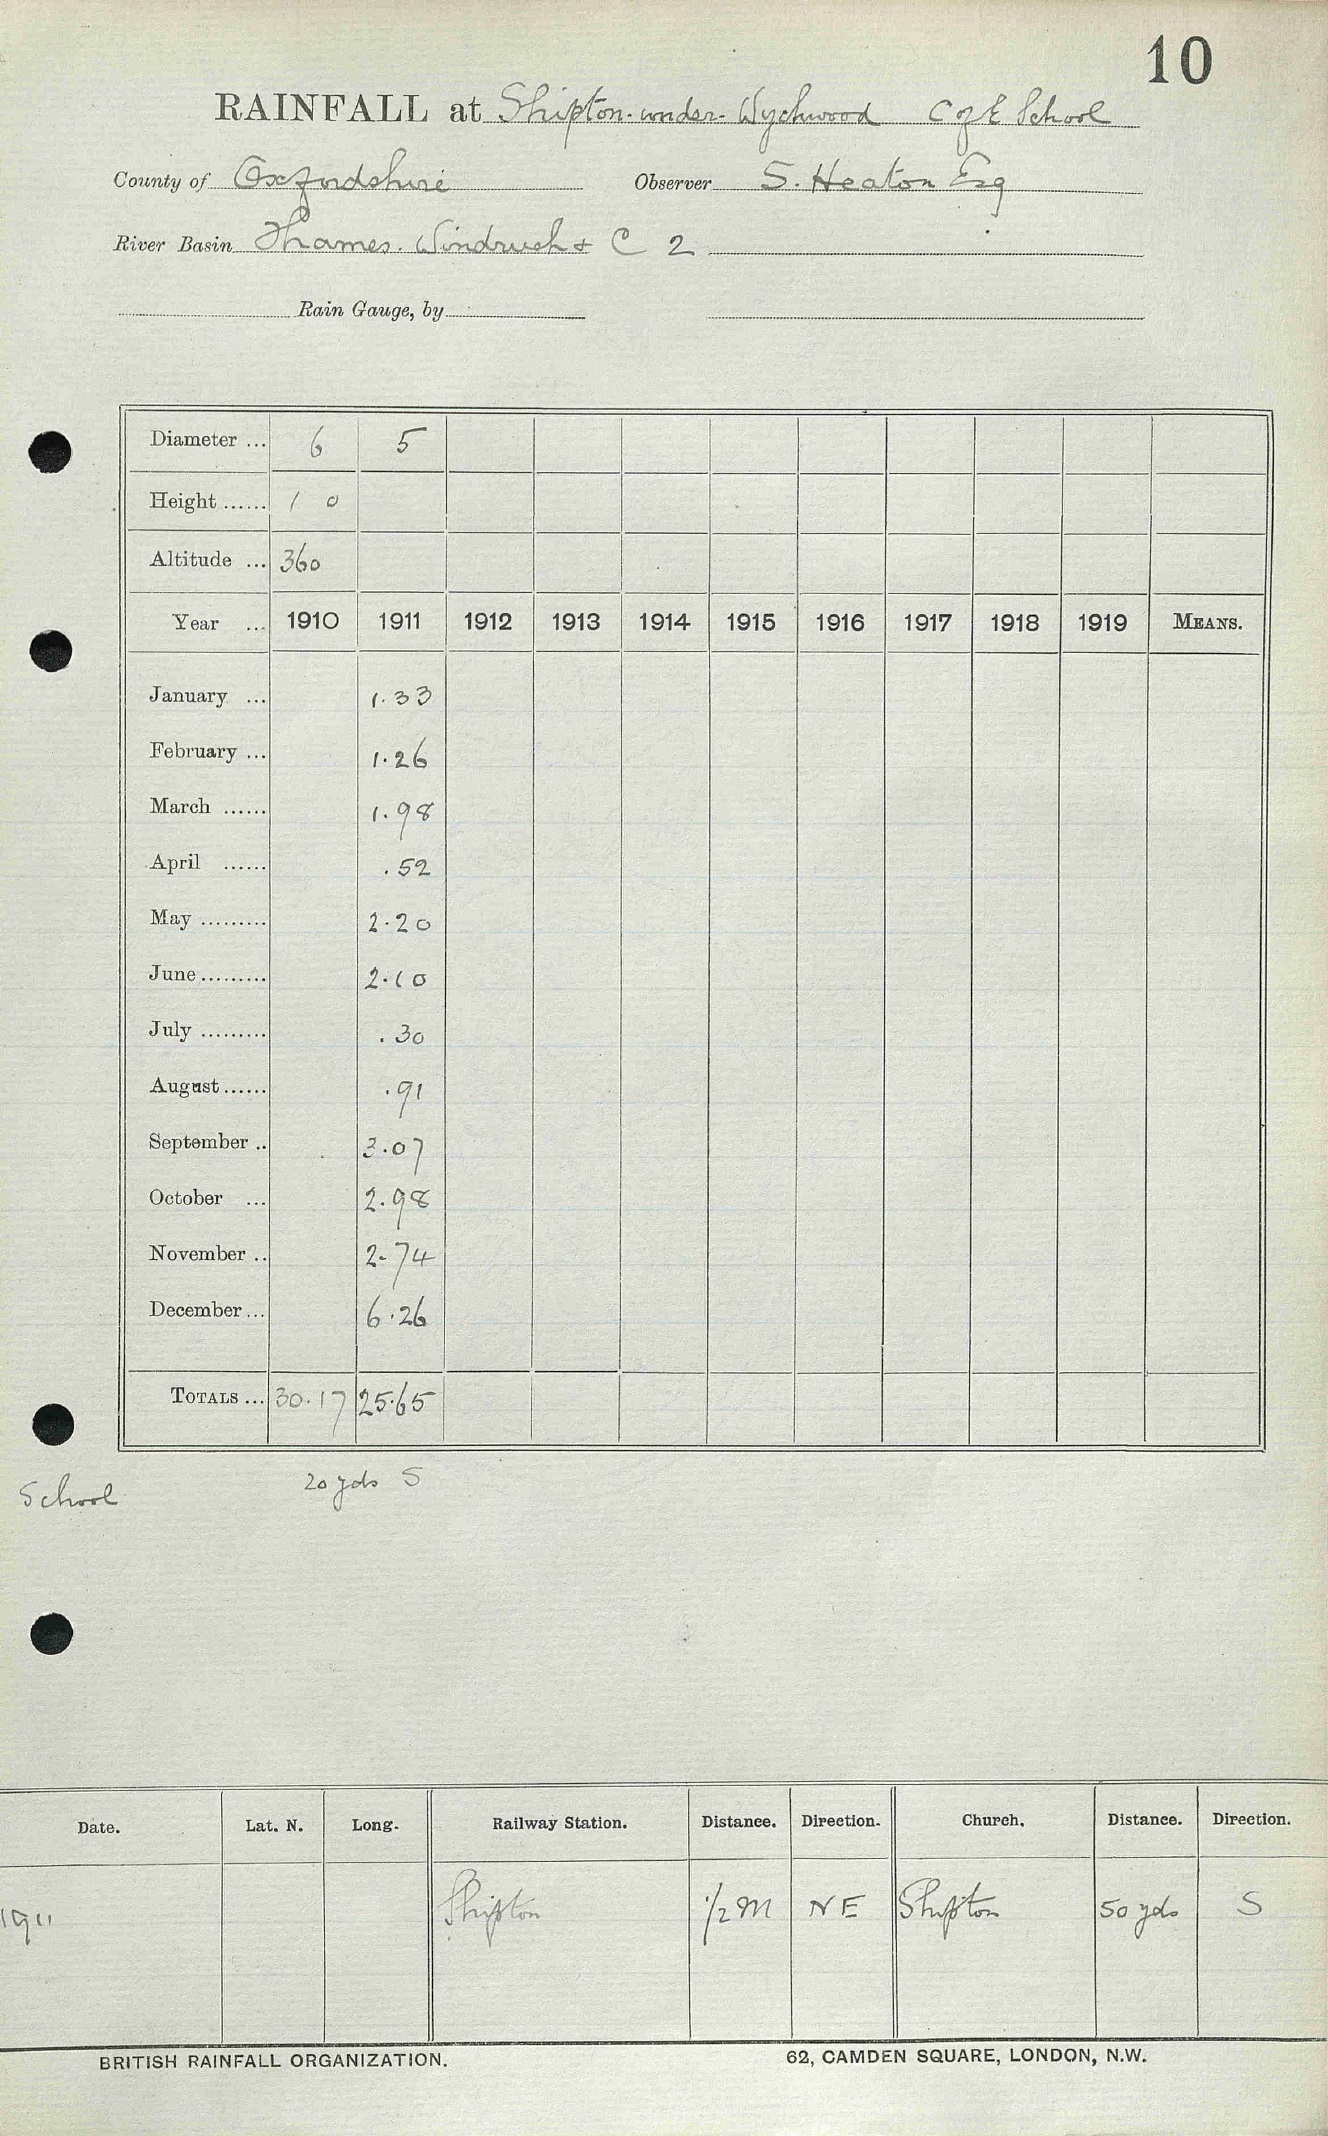 10
RAINFALL at Shipton-under-Wychwood C of E School
County of Oxfordshire Observer S. Heaton Esq
River Basin Thames. Windrush + C 2
Rain Gauge, by
Diameter ... 6 5
Height ...... 1 0
Altitude ... 360
Year ... 1910 1911 1912 1913 1914 1915 1916 1917 1918 1919 MEANS.
January ... 1.33
February ... 1.26
March ...... 1.98
April ...... .52
May ......... 2.20
June ......... 2.10
July ......... .30
August ...... .91
September .. 3.07
October ... 2.98
November .. 2.74
December ... 6.26
TOTALS ... 30.17 25.65
School 20 yds S
Date. Lat. N. Long. Railway Station. Distance. Direction. Church. Distance. Direction.
1911 Shipton 1/2 M NE Shipton 50 yds S
BRITISH RAINFALL ORGANIZATION. 62, CAMDEN SQUARE, LONDON, N.W.